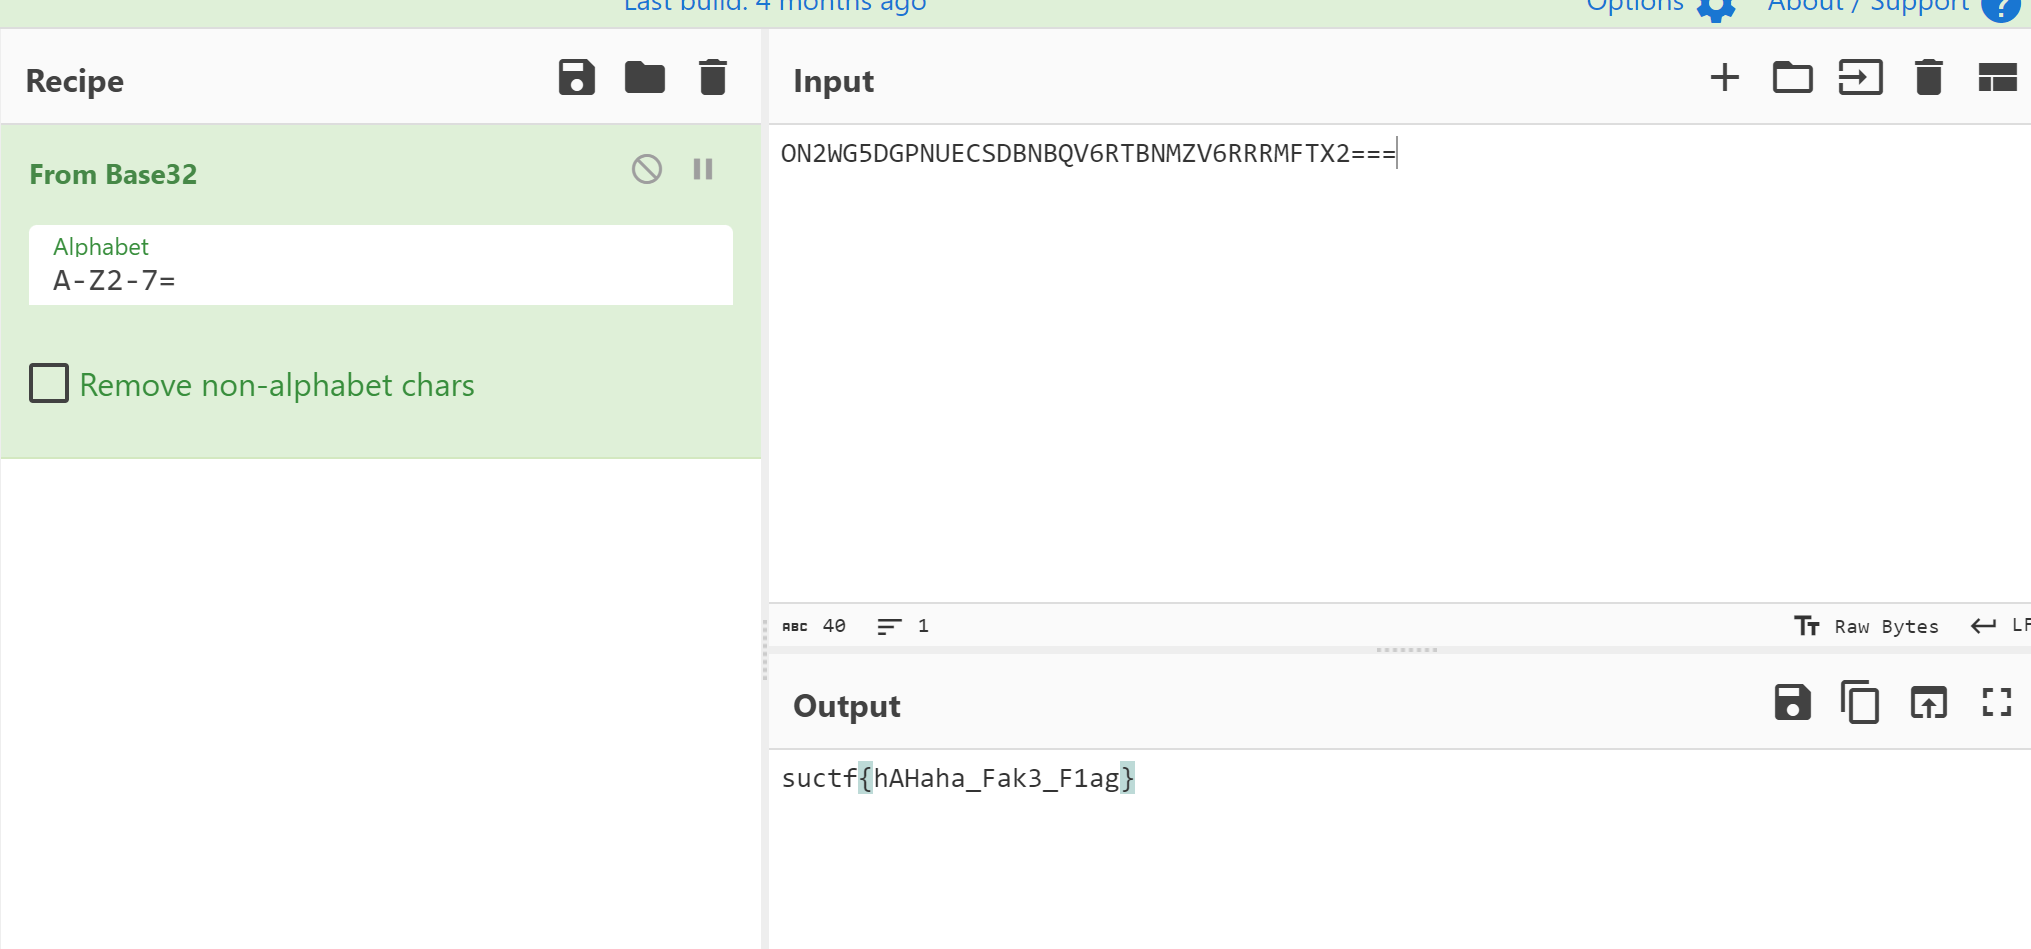 Last build: 4 months ago
Options
About / Support
Recipe
From Base32
Alphabet
A-Z2-7=
Remove non-alphabet chars
Input
ON2WG5DGPNUECSDBNBQV6RTBNMZV6RRRMFTX2===
ABC 40
1
Raw Bytes
LF
Output
suctf{hAHaha_Fak3_F1ag}